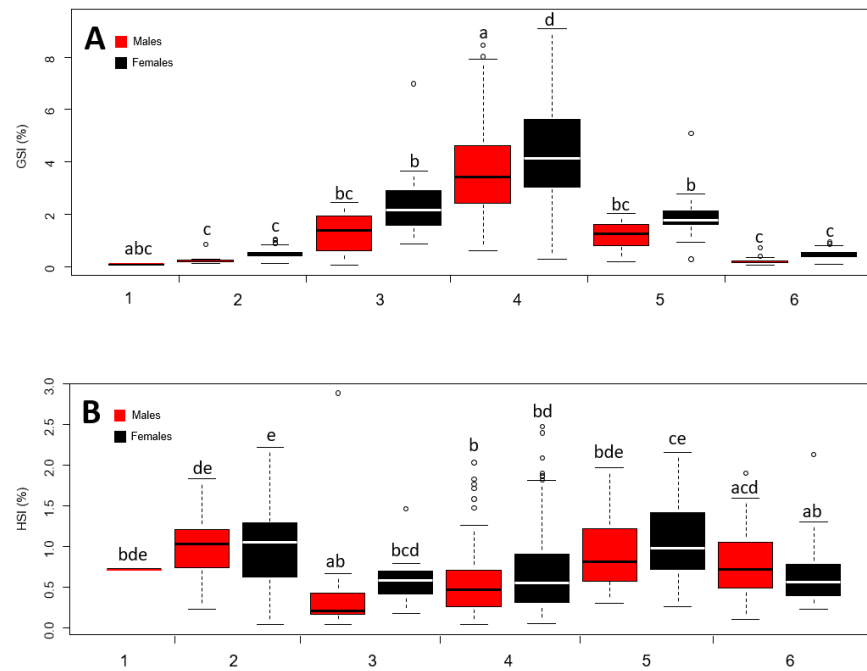 A
Males
Females
GSI (%)
8
6
4
2
0
abc
c
c
bc
b
a
d
bc
b
c
c
1
2
3
4
5
6
B
Males
Females
HSI (%)
3.0
2.5
2.0
1.5
1.0
0.5
0.0
bde
de
e
ab
bcd
b
bd
bde
ce
acd
ab
1
2
3
4
5
6